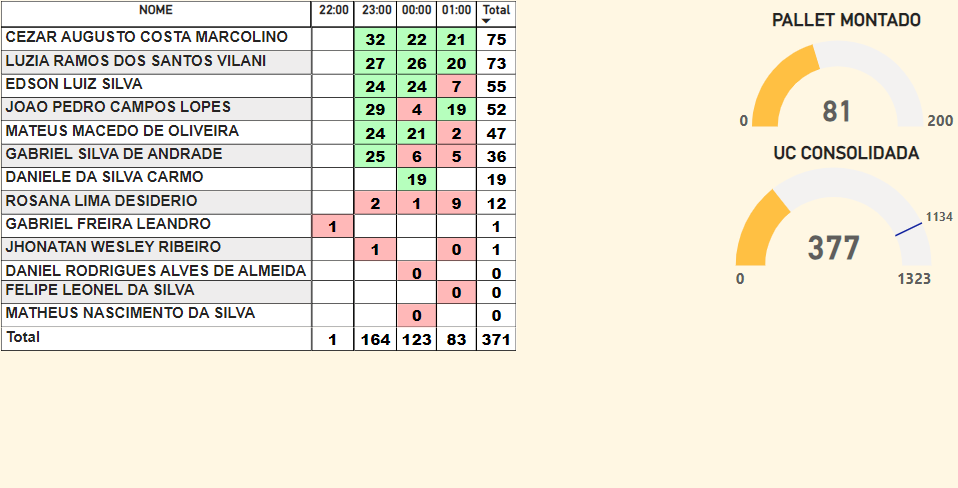 NOME 22:00 23:00 00:00 01:00 Total
CEZAR AUGUSTO COSTA MARCOLINO 32 22 21 75
LUZIA RAMOS DOS SANTOS VILANI 27 26 20 73
EDSON LUIZ SILVA 24 24 7 55
JOAO PEDRO CAMPOS LOPES 29 4 19 52
MATEUS MACEDO DE OLIVEIRA 24 21 2 47
GABRIEL SILVA DE ANDRADE 25 6 5 36
DANIELE DA SILVA CARMO 19 19
ROSANA LIMA DESIDERIO 2 1 9 12
GABRIEL FREIRA LEANDRO 1 1
JHONATAN WESLEY RIBEIRO 1 0 1
DANIEL RODRIGUES ALVES DE ALMEIDA 0 0
FELIPE LEONEL DA SILVA 0 0
MATHEUS NASCIMENTO DA SILVA 0 0
Total 1 164 123 83 371
PALLET MONTADO
81
0 200
UC CONSOLIDADA
1134
377
0 1323